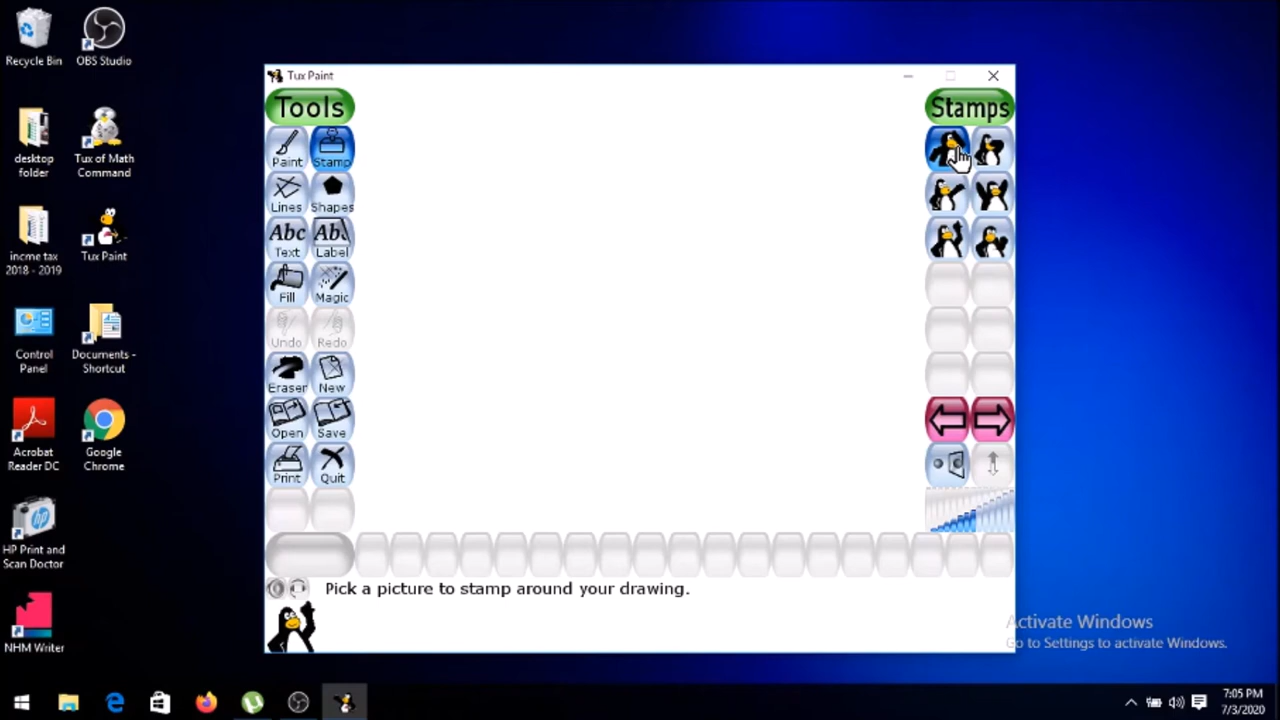 Recycle Bin
OBS Studio
desktop
folder
Tux of Math
Command
incme tax
2018 - 2019
Tux Paint
Control
Panel
Documents -
Shortcut
Acrobat
Reader DC
Google
Chrome
HP Print and
Scan Doctor
NHM Writer
Tux Paint
Tools
Stamps
Paint
Stamp
Lines
Shapes
Abc
Text
Abc
Label
Fill
Magic
Undo
Redo
Eraser
New
Open
Save
Print
Quit
Pick a picture to stamp around your drawing.
Activate Windows
Go to Settings to activate Windows.
7:05 PM
7/3/2020